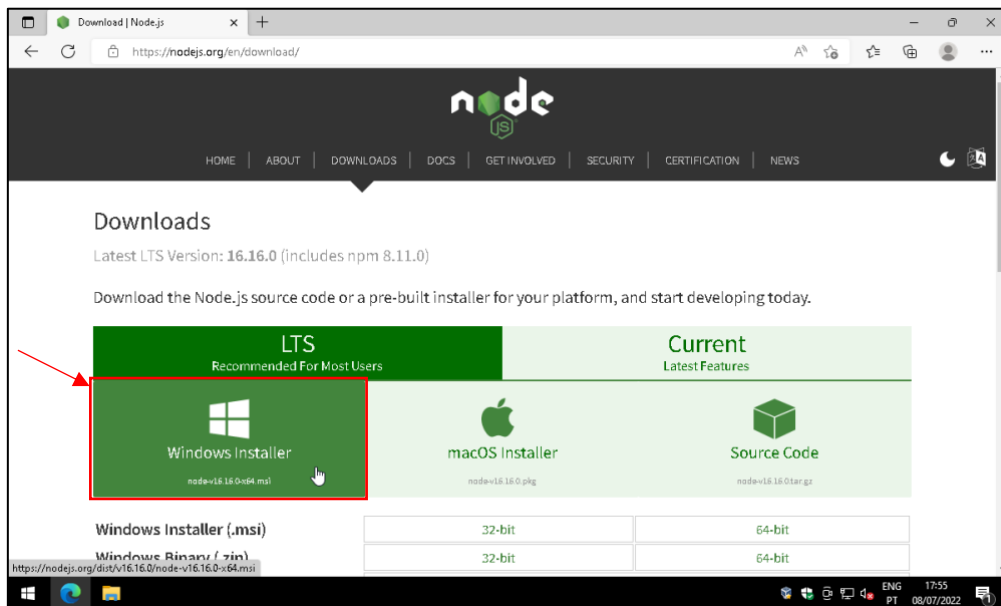 Download | Node.js
https://nodejs.org/en/download/
node
JS
HOME | ABOUT | DOWNLOADS | DOCS | GET INVOLVED | SECURITY | CERTIFICATION | NEWS
Downloads
Latest LTS Version: 16.16.0 (includes npm 8.11.0)
Download the Node.js source code or a pre-built installer for your platform, and start developing today.
LTS
Recommended For Most Users
Current
Latest Features
Windows Installer
node-v16.16.0-x64.msi
macOS Installer
node-v16.16.0.pkg
Source Code
node-v16.16.0.tar.gz
Windows Installer (.msi) 32-bit 64-bit
Windows Binary (.zip) 32-bit 64-bit
https://nodejs.org/dist/v16.16.0/node-v16.16.0-x64.msi
ENG 17:55
PT 08/07/2022